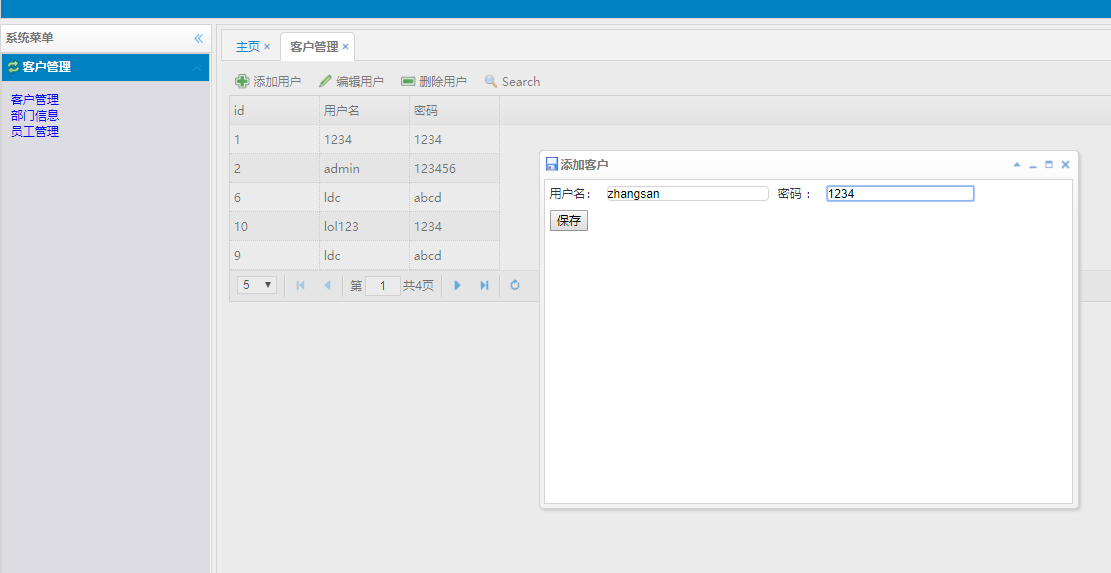 系统菜单
客户管理
客户管理
部门信息
员工管理
主页 客户管理
添加用户 编辑用户 删除用户 Search
id 用户名 密码
1 1234 1234
2 admin 123456
6 ldc abcd
10 lol123 1234
9 ldc abcd
5 第 1 共4页
添加客户
用户名: zhangsan 密码 : 1234
保存